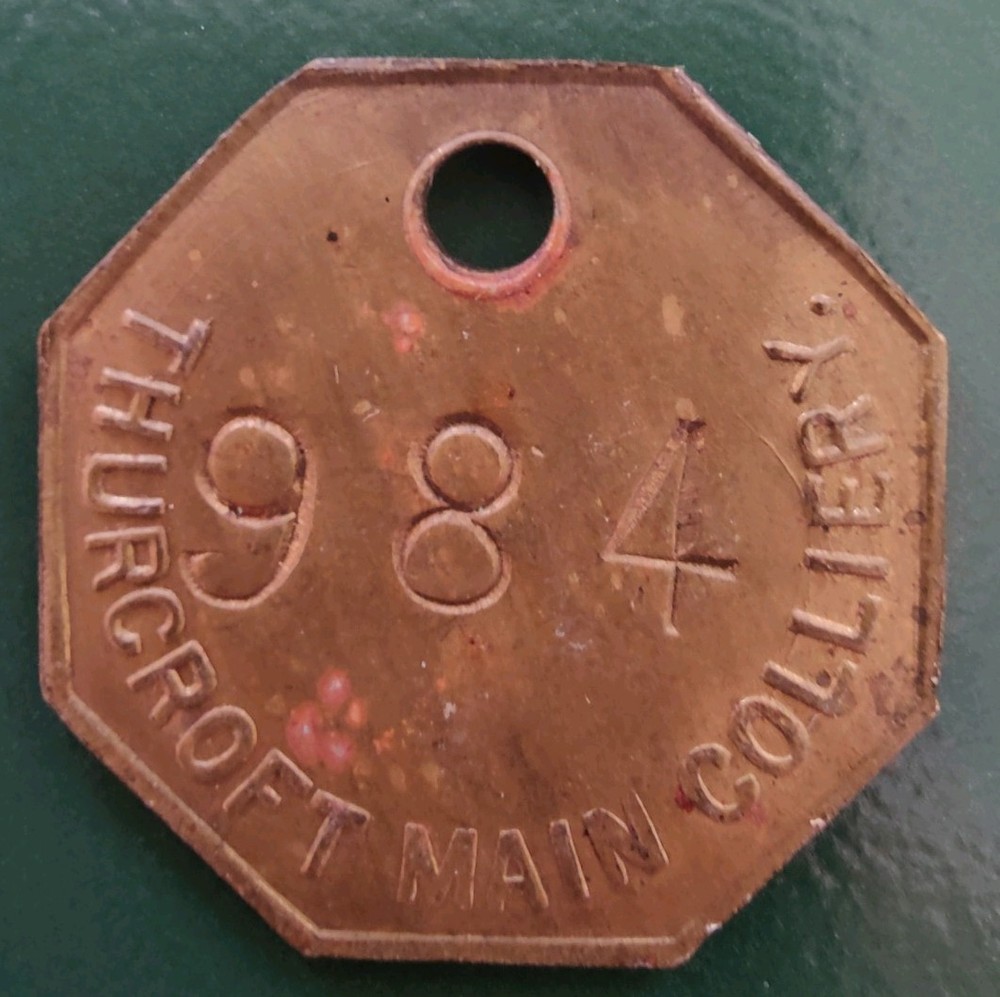 984
THURCROFT MAIN COLLIERY.